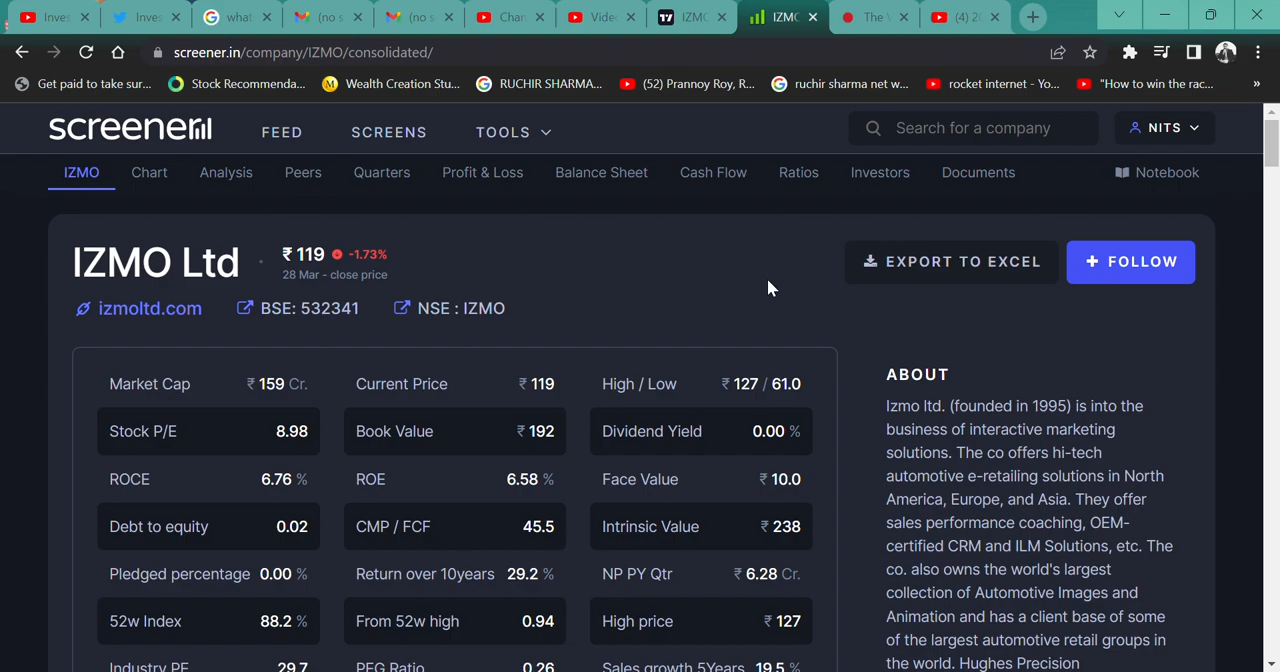 Inves
Inves
what
(no s
(no s
Chan
Vide
IZMO
IZMC
The
(4) 2
screener.in/company/IZMO/consolidated/
Get paid to take sur...
Stock Recommenda...
Wealth Creation Stu...
RUCHIR SHARMA...
(52) Prannoy Roy, R...
ruchir sharma net w...
rocket internet - Yo...
"How to win the rac...
»
screener
FEED
SCREENS
TOOLS
Search for a company
NITS
IZMO
Chart
Analysis
Peers
Quarters
Profit & Loss
Balance Sheet
Cash Flow
Ratios
Investors
Documents
Notebook
IZMO Ltd
₹ 119 -1.73%
28 Mar - close price
EXPORT TO EXCEL
+ FOLLOW
izmoltd.com
BSE: 532341
NSE : IZMO
Market Cap ₹ 159 Cr.
Current Price ₹ 119
High / Low ₹ 127 / 61.0
Stock P/E 8.98
Book Value ₹ 192
Dividend Yield 0.00 %
ROCE 6.76 %
ROE 6.58 %
Face Value ₹ 10.0
Debt to equity 0.02
CMP / FCF 45.5
Intrinsic Value ₹ 238
Pledged percentage 0.00 %
Return over 10years 29.2 %
NP PY Qtr ₹ 6.28 Cr.
52w Index 88.2 %
From 52w high 0.94
High price ₹ 127
Industry PE 29.7
PEG Ratio 0.26
Sales growth 5Years 19.5 %
ABOUT
Izmo ltd. (founded in 1995) is into the
business of interactive marketing
solutions. The co offers hi-tech
automotive e-retailing solutions in North
America, Europe, and Asia. They offer
sales performance coaching, OEM-
certified CRM and ILM Solutions, etc. The
co. also owns the world's largest
collection of Automotive Images and
Animation and has a client base of some
of the largest automotive retail groups in
the world. Hughes Precision